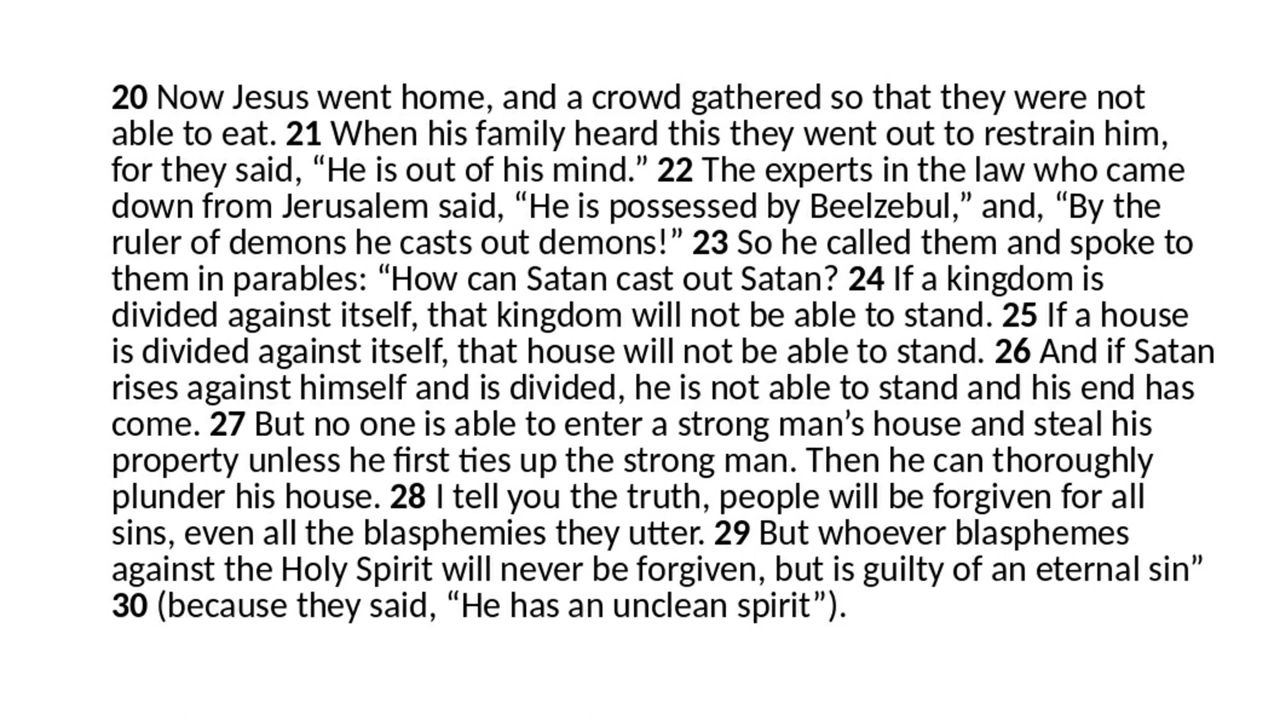 20 Now Jesus went home, and a crowd gathered so that they were not
able to eat. 21 When his family heard this they went out to restrain him,
for they said, “He is out of his mind.” 22 The experts in the law who came
down from Jerusalem said, “He is possessed by Beelzebul,” and, “By the
ruler of demons he casts out demons!” 23 So he called them and spoke to
them in parables: “How can Satan cast out Satan? 24 If a kingdom is
divided against itself, that kingdom will not be able to stand. 25 If a house
is divided against itself, that house will not be able to stand. 26 And if Satan
rises against himself and is divided, he is not able to stand and his end has
come. 27 But no one is able to enter a strong man’s house and steal his
property unless he first ties up the strong man. Then he can thoroughly
plunder his house. 28 I tell you the truth, people will be forgiven for all
sins, even all the blasphemies they utter. 29 But whoever blasphemes
against the Holy Spirit will never be forgiven, but is guilty of an eternal sin”
30 (because they said, “He has an unclean spirit”).